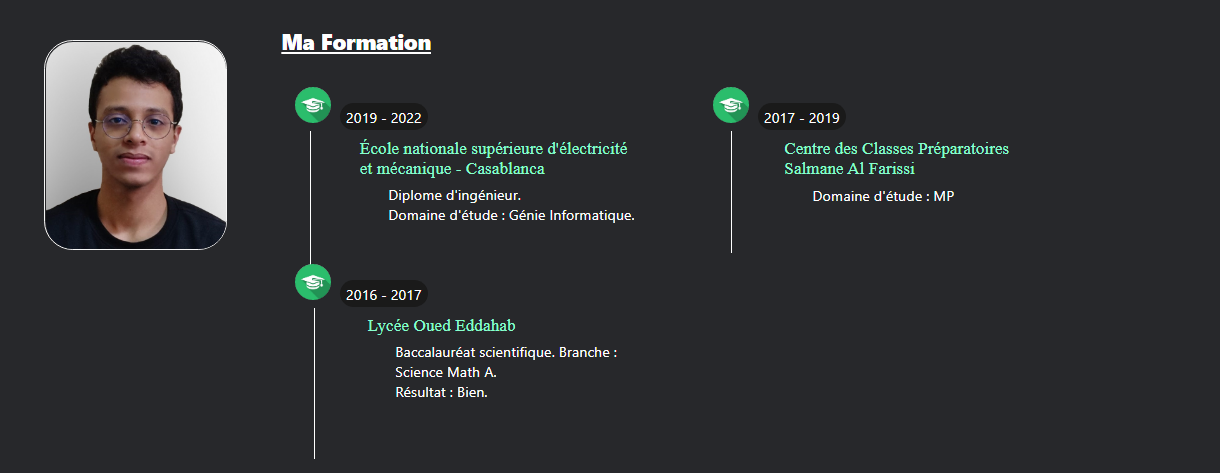 Ma Formation
2019 - 2022
École nationale supérieure d'électricité
et mécanique - Casablanca
Diplome d'ingénieur.
Domaine d'étude : Génie Informatique.
2017 - 2019
Centre des Classes Préparatoires
Salmane Al Farissi
Domaine d'étude : MP
2016 - 2017
Lycée Oued Eddahab
Baccalauréat scientifique. Branche :
Science Math A.
Résultat : Bien.